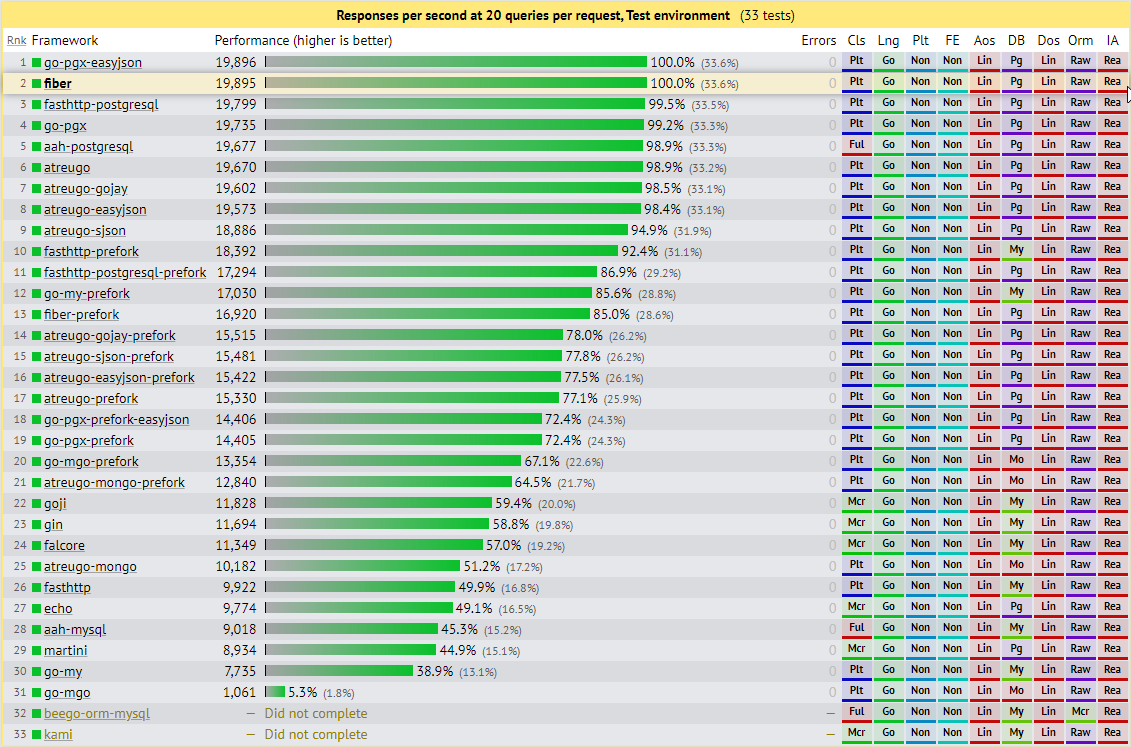 Responses per second at 20 queries per request, Test environment (33 tests)
Rnk Framework Performance (higher is better) Errors Cls Lng Plt FE Aos DB Dos Orm IA
1 go-pgx-easyjson 19,896 100.0% (33.6%) 0 Plt Go Non Non Lin Pg Lin Raw Rea
2 fiber 19,895 100.0% (33.6%) 0 Plt Go Non Non Lin Pg Lin Raw Rea
3 fasthttp-postgresql 19,799 99.5% (33.5%) 0 Plt Go Non Non Lin Pg Lin Raw Rea
4 go-pgx 19,735 99.2% (33.3%) 0 Plt Go Non Non Lin Pg Lin Raw Rea
5 aah-postgresql 19,677 98.9% (33.3%) 0 Ful Go Non Non Lin Pg Lin Raw Rea
6 atreugo 19,670 98.9% (33.2%) 0 Plt Go Non Non Lin Pg Lin Raw Rea
7 atreugo-gojay 19,602 98.5% (33.1%) 0 Plt Go Non Non Lin Pg Lin Raw Rea
8 atreugo-easyjson 19,573 98.4% (33.1%) 0 Plt Go Non Non Lin Pg Lin Raw Rea
9 atreugo-sjson 18,886 94.9% (31.9%) 0 Plt Go Non Non Lin Pg Lin Raw Rea
10 fasthttp-prefork 18,392 92.4% (31.1%) 0 Plt Go Non Non Lin My Lin Raw Rea
11 fasthttp-postgresql-prefork 17,294 86.9% (29.2%) 0 Plt Go Non Non Lin Pg Lin Raw Rea
12 go-my-prefork 17,030 85.6% (28.8%) 0 Plt Go Non Non Lin My Lin Raw Rea
13 fiber-prefork 16,920 85.0% (28.6%) 0 Plt Go Non Non Lin Pg Lin Raw Rea
14 atreugo-gojay-prefork 15,515 78.0% (26.2%) 0 Plt Go Non Non Lin Pg Lin Raw Rea
15 atreugo-sjson-prefork 15,481 77.8% (26.2%) 0 Plt Go Non Non Lin Pg Lin Raw Rea
16 atreugo-easyjson-prefork 15,422 77.5% (26.1%) 0 Plt Go Non Non Lin Pg Lin Raw Rea
17 atreugo-prefork 15,330 77.1% (25.9%) 0 Plt Go Non Non Lin Pg Lin Raw Rea
18 go-pgx-prefork-easyjson 14,406 72.4% (24.3%) 0 Plt Go Non Non Lin Pg Lin Raw Rea
19 go-pgx-prefork 14,405 72.4% (24.3%) 0 Plt Go Non Non Lin Pg Lin Raw Rea
20 go-mgo-prefork 13,354 67.1% (22.6%) 0 Plt Go Non Non Lin Mo Lin Raw Rea
21 atreugo-mongo-prefork 12,840 64.5% (21.7%) 0 Plt Go Non Non Lin Mo Lin Raw Rea
22 goji 11,828 59.4% (20.0%) 0 Mcr Go Non Non Lin My Lin Raw Rea
23 gin 11,694 58.8% (19.8%) 0 Mcr Go Non Non Lin My Lin Raw Rea
24 falcore 11,349 57.0% (19.2%) 0 Mcr Go Non Non Lin My Lin Raw Rea
25 atreugo-mongo 10,182 51.2% (17.2%) 0 Plt Go Non Non Lin Mo Lin Raw Rea
26 fasthttp 9,922 49.9% (16.8%) 0 Plt Go Non Non Lin My Lin Raw Rea
27 echo 9,774 49.1% (16.5%) 0 Mcr Go Non Non Lin Pg Lin Raw Rea
28 aah-mysql 9,018 45.3% (15.2%) 0 Ful Go Non Non Lin My Lin Raw Rea
29 martini 8,934 44.9% (15.1%) 0 Mcr Go Non Non Lin Pg Lin Raw Rea
30 go-my 7,735 38.9% (13.1%) 0 Plt Go Non Non Lin My Lin Raw Rea
31 go-mgo 1,061 5.3% (1.8%) 0 Plt Go Non Non Lin Mo Lin Raw Rea
32 beego-orm-mysql — Did not complete — Ful Go Non Non Lin My Lin Mcr Rea
33 kami — Did not complete — Mcr Go Non Non Lin My Lin Raw Rea